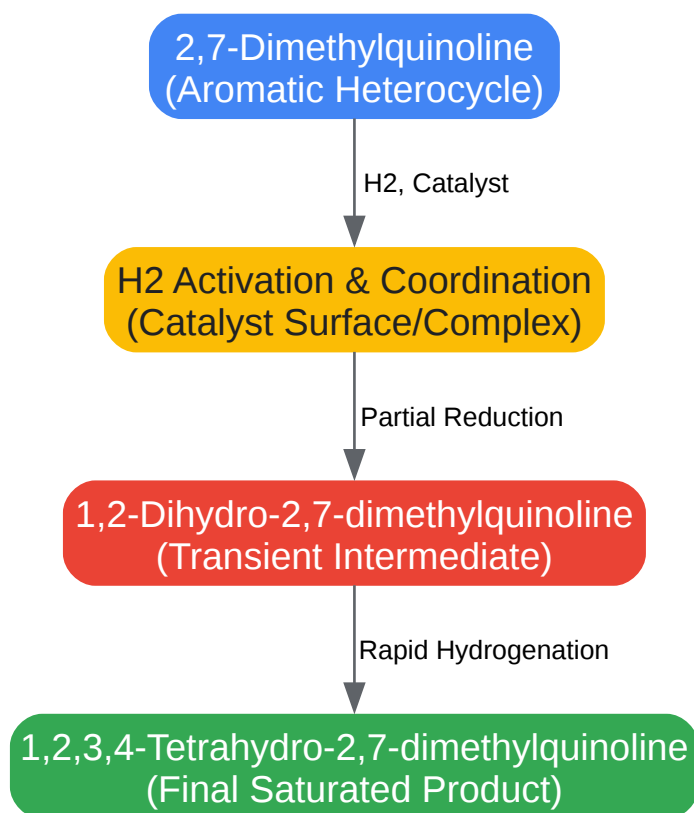 2,7-Dimethylquinoline
(Aromatic Heterocycle)
H2, Catalyst
H2 Activation & Coordination
(Catalyst Surface/Complex)
Partial Reduction
1,2-Dihydro-2,7-dimethylquinoline
(Transient Intermediate)
Rapid Hydrogenation
1,2,3,4-Tetrahydro-2,7-dimethylquinoline
(Final Saturated Product)